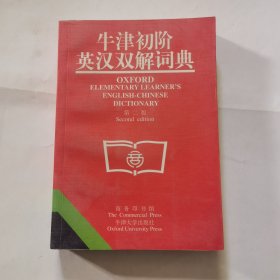 牛津初阶
英汉双解词典
OXFORD
ELEMENTARY LEARNER'S
ENGLISH-CHINESE
DICTIONARY
第二版
Second edition
商务印书馆
The Commercial Press
牛津大学出版社
Oxford University Press